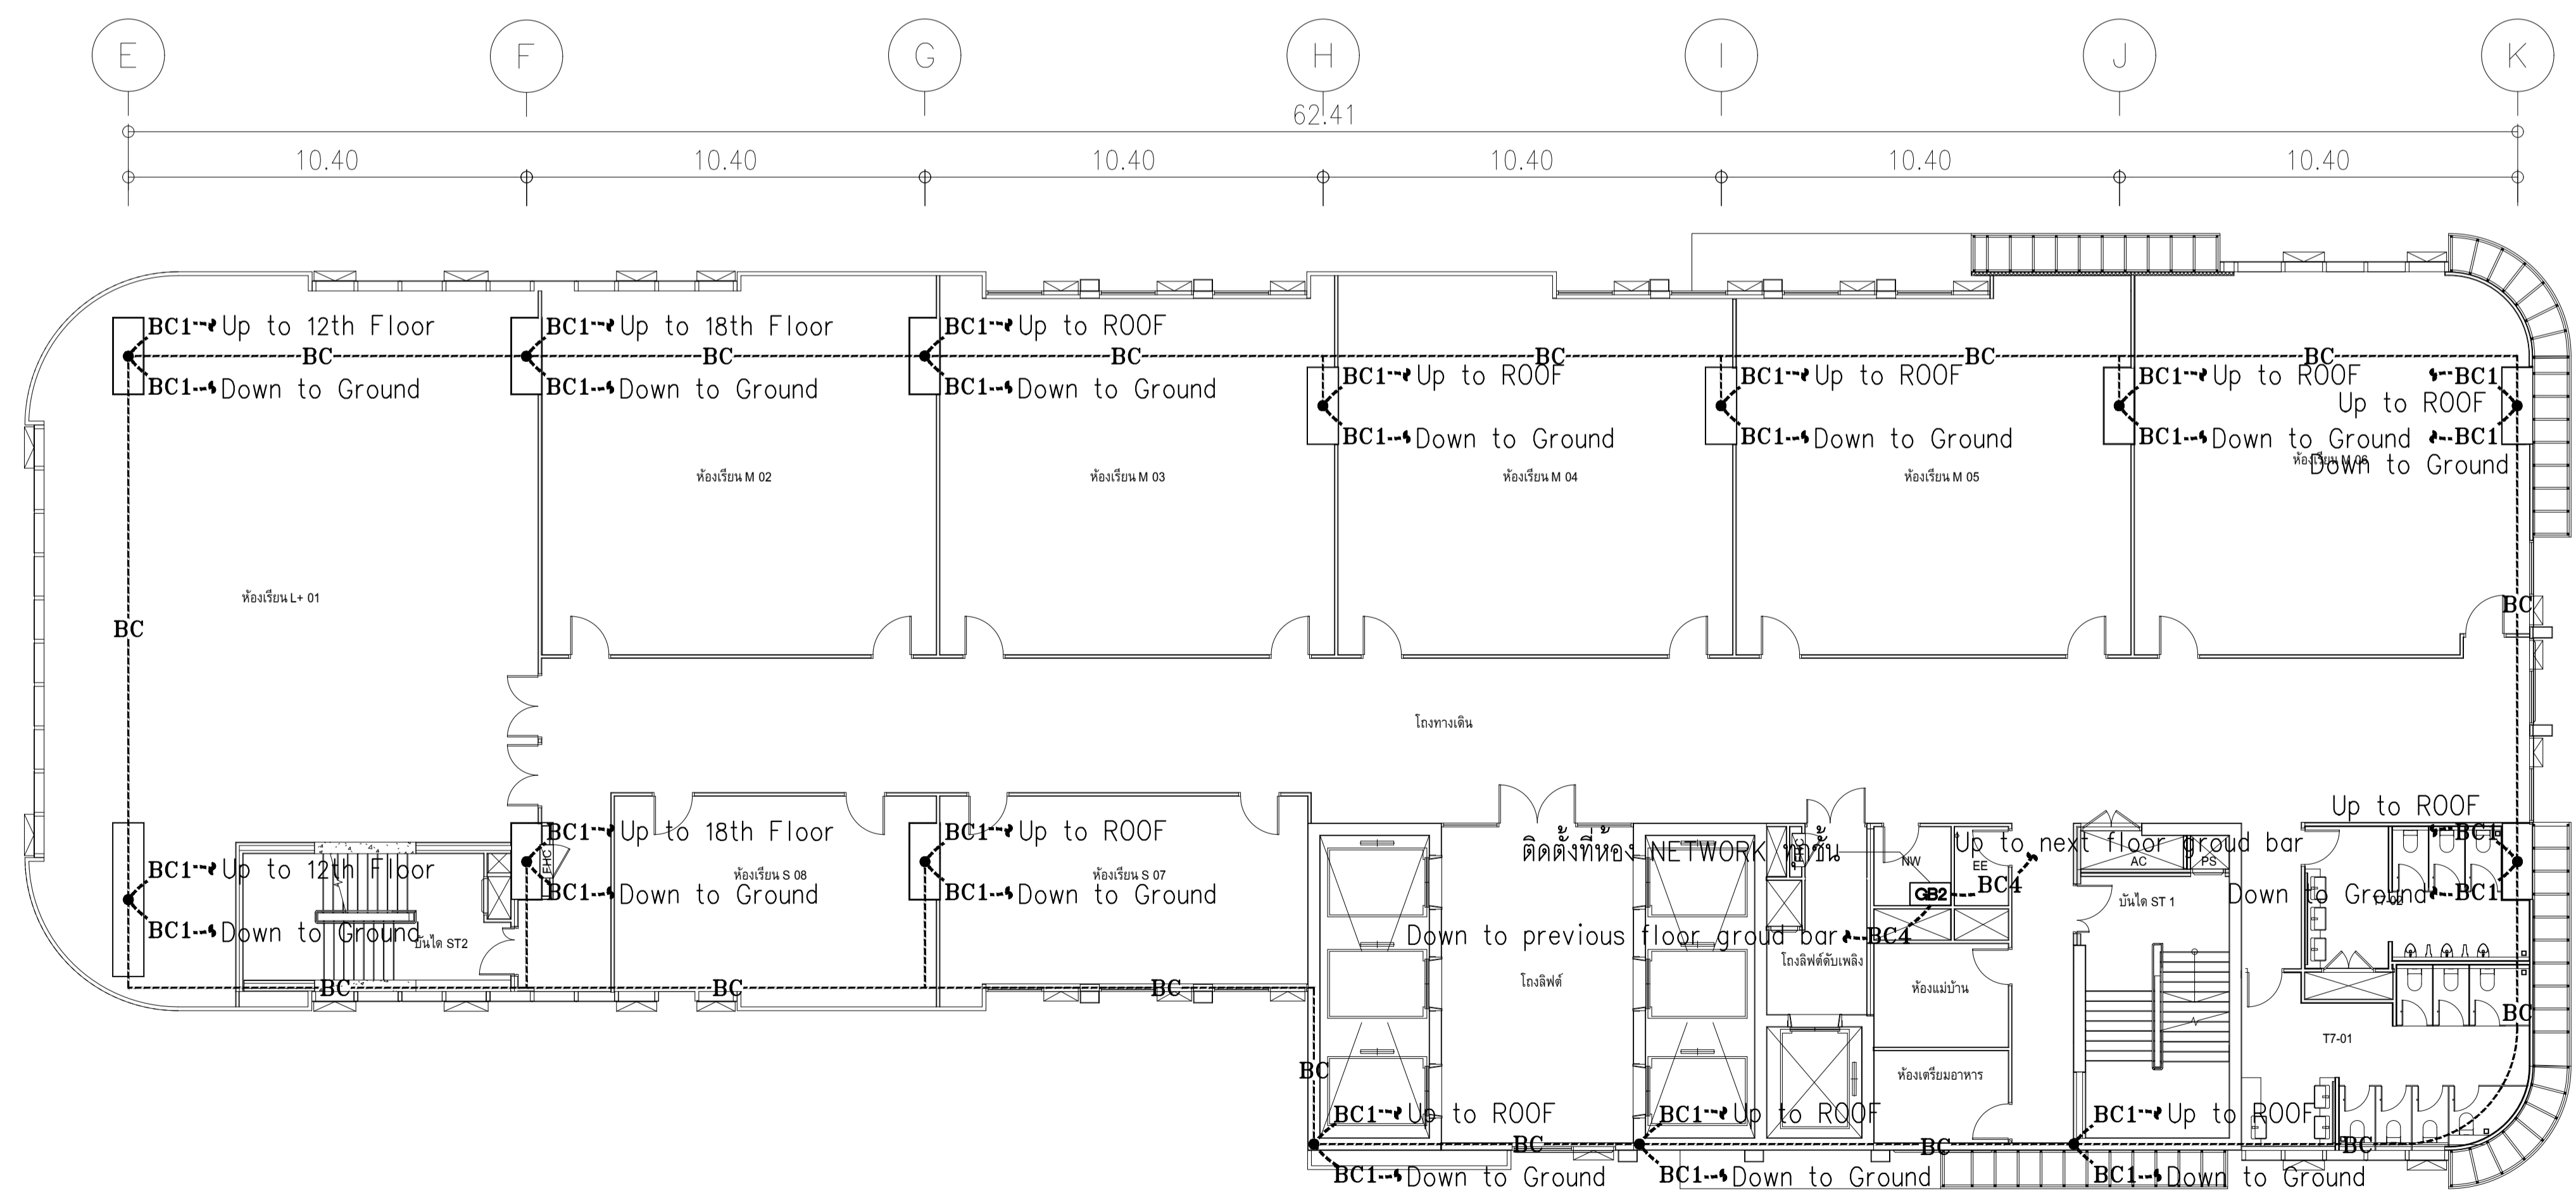 E F G H I J K
62.41
10.40 10.40 10.40 10.40 10.40 10.40
BC1 Up to 12th Floor BC1 Up to 18th Floor BC1 Up to ROOF
BC BC BC BC BC BC
BC1 Up to ROOF BC1 Up to ROOF BC1 Up to ROOF BC1
Up to ROOF
BC1 Down to Ground BC1 Down to Ground BC1 Down to Ground
BC1 Down to Ground BC1 Down to Ground BC1 Down to Ground BC1
Down to Ground
ห้องเรียน M 02 ห้องเรียน M 03 ห้องเรียน M 04 ห้องเรียน M 05 ห้องเรียน M 06
ห้องเรียน L+ 01
BC BC
โถงทางเดิน
Up to ROOF
BC1 Up to 18th Floor BC1 Up to ROOF BC1
ติดตั้งที่ห้อง NETWORK ทุกชั้น
Up to next floor groud bar
FHC FHC NW EE AC PS
BC1 Up to 12th Floor ห้องเรียน S 08 ห้องเรียน S 07
BC4
GB2
BC1 Down to Ground BC1 Down to Ground Down to Ground BC1
บันได ST 1 T7-02
BC1 Down to Ground บันได ST2
Down to previous floor groud bar BC4
โถงลิฟต์ดับเพลิง
โถงลิฟต์ ห้องแม่บ้าน
BC BC BC BC
T7-01
BC ห้องเตรียมอาหาร
BC1 Up to ROOF BC1 Up to ROOF BC1 Up to ROOF
BC BC BC
BC1 Down to Ground BC1 Down to Ground BC1 Down to Ground